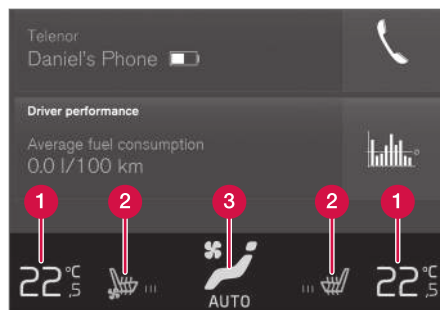 Telenor
Daniel's Phone
Driver performance
Average fuel consumption
0.0 l/100 km
1 2 3 2 1
22 °C ,5 22 °C ,5
AUTO